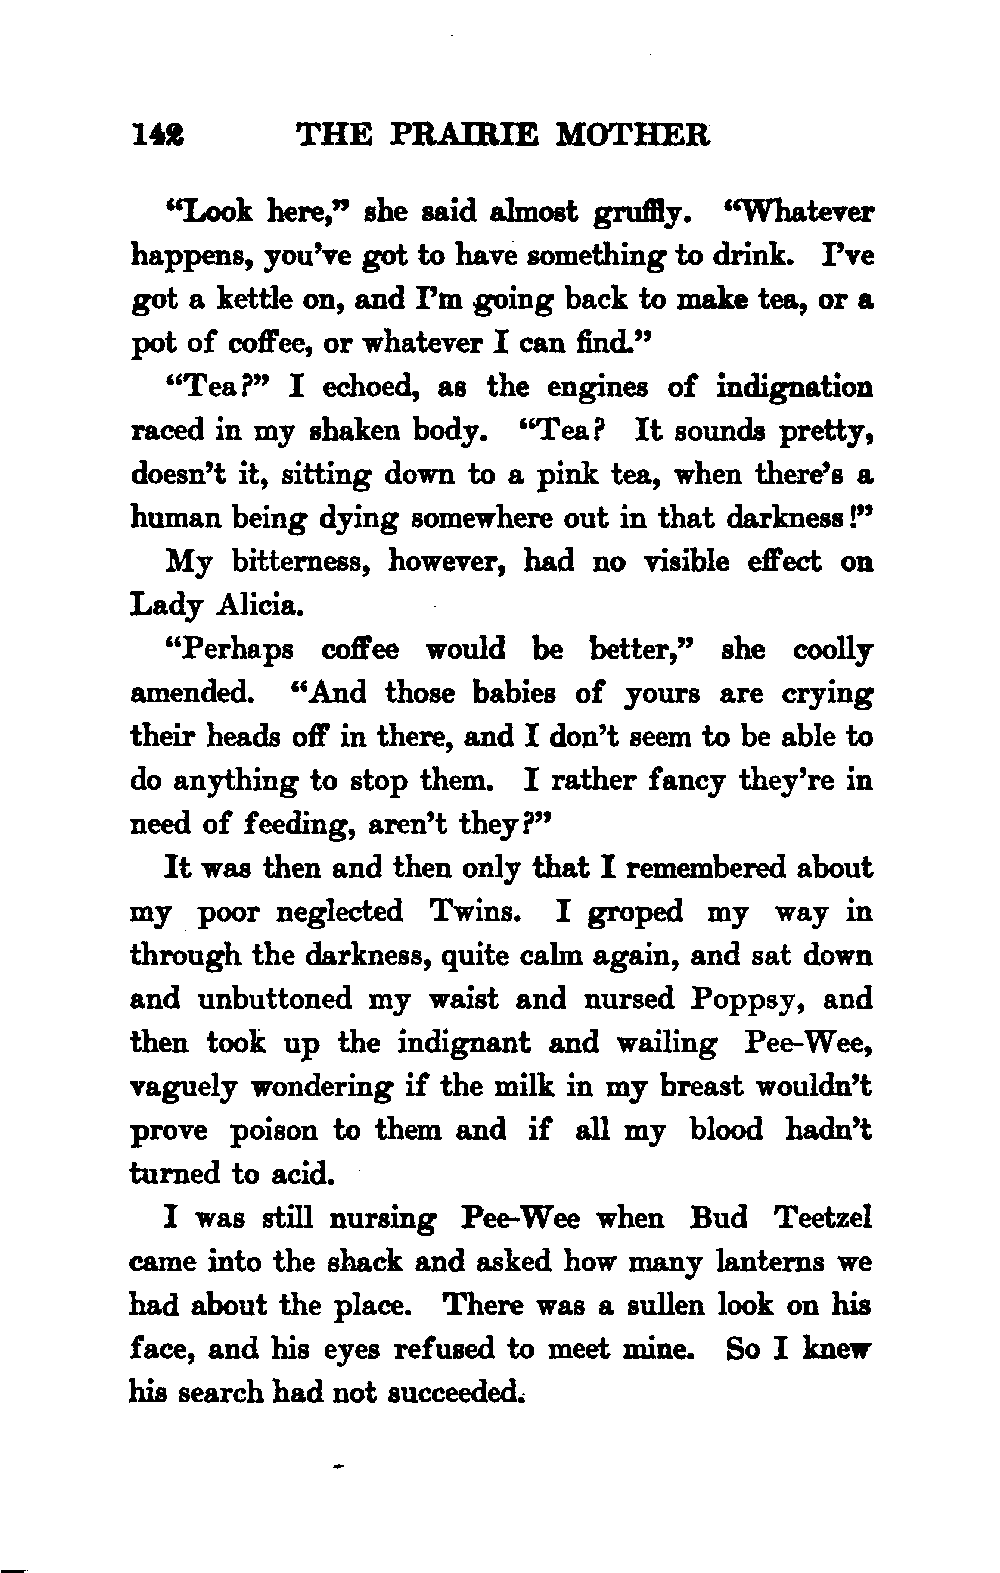 142 THE PRAIRIE MOTHER
“Look here,” she said almost gruffly. “Whatever
happens, you’ve got to have something to drink. I’ve
got a kettle on, and I’m going back to make tea, or a
pot of coffee, or whatever I can find.”
“Tea?” I echoed, as the engines of indignation
raced in my shaken body. “Tea? It sounds pretty,
doesn’t it, sitting down to a pink tea, when there’s a
human being dying somewhere out in that darkness!”
My bitterness, however, had no visible effect on
Lady Alicia.
“Perhaps coffee would be better,” she coolly
amended. “And those babies of yours are crying
their heads off in there, and I don’t seem to be able to
do anything to stop them. I rather fancy they’re in
need of feeding, aren’t they?”
It was then and then only that I remembered about
my poor neglected Twins. I groped my way in
through the darkness, quite calm again, and sat down
and unbuttoned my waist and nursed Poppsy, and
then took up the indignant and wailing Pee-Wee,
vaguely wondering if the milk in my breast wouldn’t
prove poison to them and if all my blood hadn’t
turned to acid.
I was still nursing Pee-Wee when Bud Teetzel
came into the shack and asked how many lanterns we
had about the place. There was a sullen look on his
face, and his eyes refused to meet mine. So I knew
his search had not succeeded.